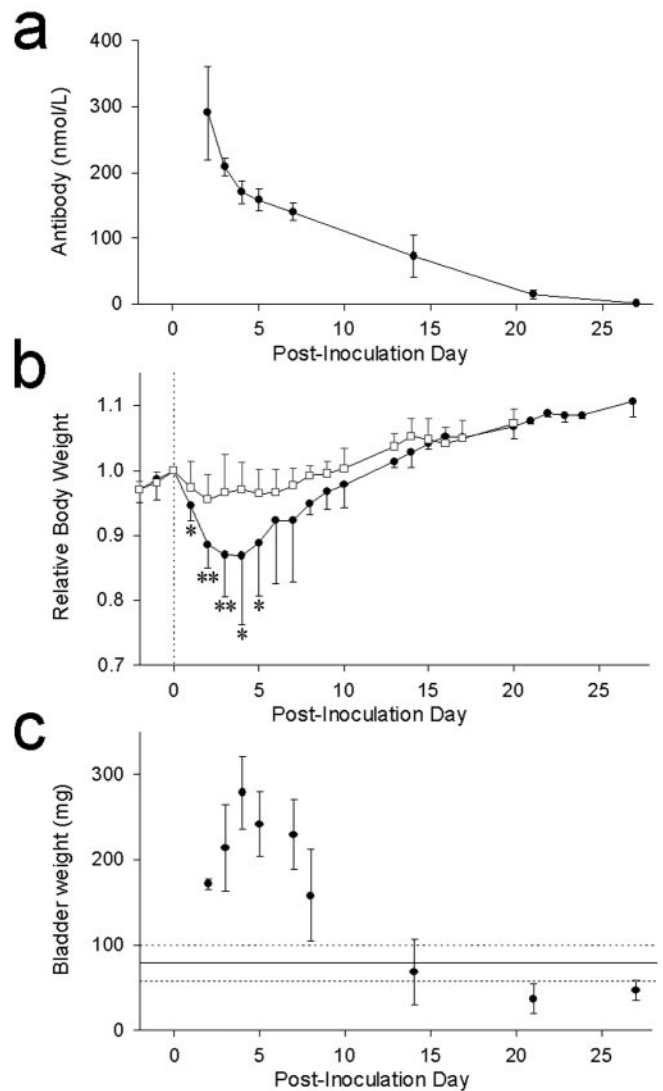 a
400
300
200
100
0
Antibody (nmol/L)
0 5 10 15 20 25
Post-Inoculation Day
b
1.1
1.0
0.9
0.8
0.7
Relative Body Weight
*
**
**
*
*
0 5 10 15 20 25
Post-Inoculation Day
c
300
200
100
0
Bladder weight (mg)
0 5 10 15 20 25
Post-Inoculation Day